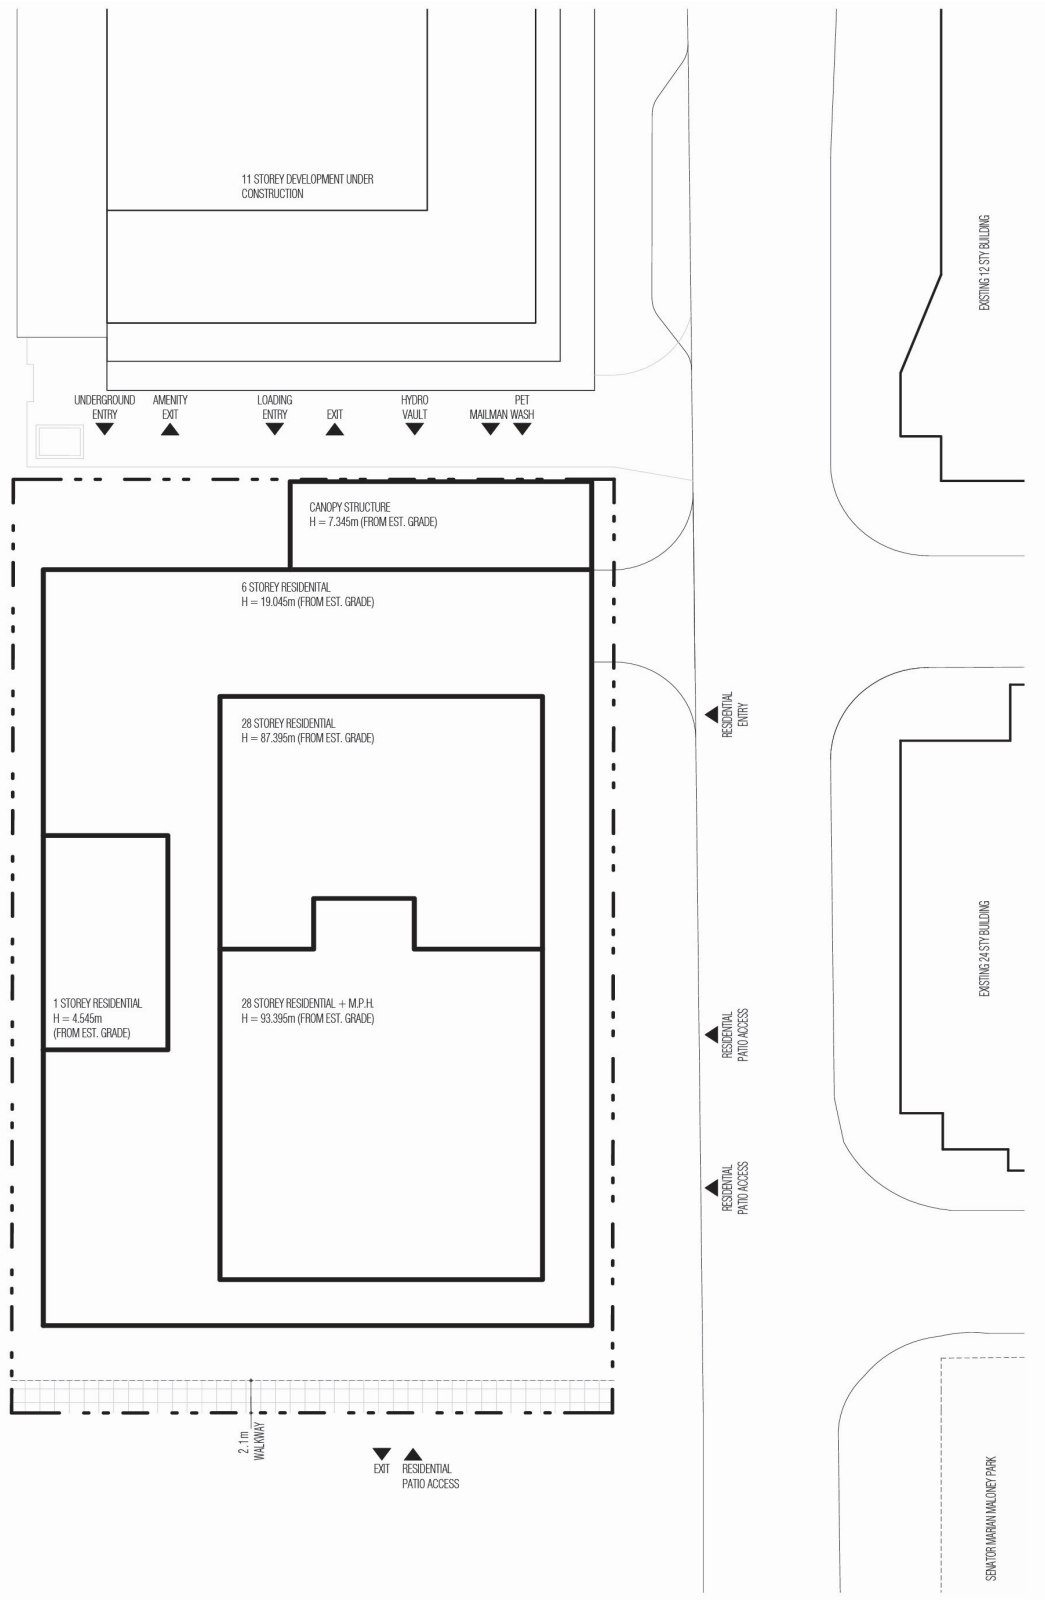 11 STOREY DEVELOPMENT UNDER
CONSTRUCTION
EXISTING 12 STY BUILDING
UNDERGROUND
ENTRY
AMENITY
EXIT
LOADING
ENTRY
EXIT
HYDRO
VAULT
MAILMAN
PET
WASH
CANOPY STRUCTURE
H = 7.345m (FROM EST. GRADE)
6 STOREY RESIDENITAL
H = 19.045m (FROM EST. GRADE)
28 STOREY RESIDENTIAL
H = 87.395m (FROM EST. GRADE)
RESIDENTIAL
ENTRY
EXISTING 24 STY BUILDING
1 STOREY RESIDENTIAL
H = 4.545m
(FROM EST. GRADE)
28 STOREY RESIDENTIAL + M.P.H.
H = 93.395m (FROM EST. GRADE)
RESIDENTIAL
PATIO ACCESS
RESIDENTIAL
PATIO ACCESS
2.1m
WALKWAY
EXIT
RESIDENTIAL
PATIO ACCESS
SENATOR MARIAN MALONEY PARK